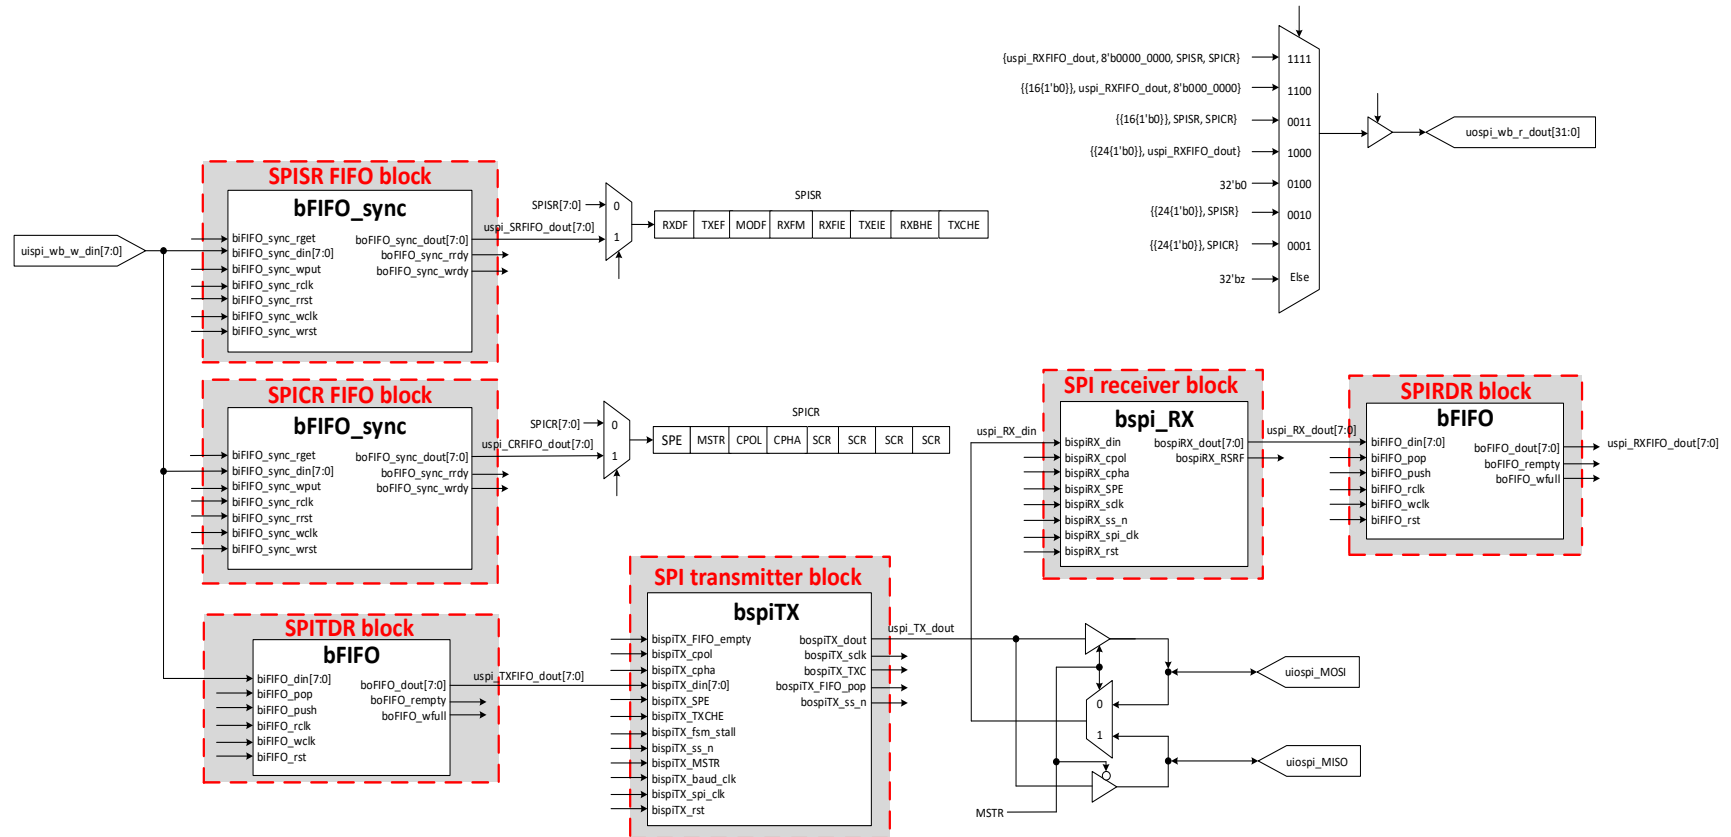 {uspi_RXFIFO_dout, 8'b0000_0000, SPISR, SPICR}
1111
{{16{1'b0}}, uspi_RXFIFO_dout, 8'b000_0000}
1100
{{16{1'b0}}, SPISR, SPICR}
0011
{{24{1'b0}}, uspi_RXFIFO_dout}
1000
32'b0
0100
{{24{1'b0}}, SPISR}
0010
{{24{1'b0}}, SPICR}
0001
32'bz
Else
uospi_wb_r_dout[31:0]
uispi_wb_w_din[7:0]
SPISR FIFO block
bFIFO_sync
biFIFO_sync_rget
biFIFO_sync_din[7:0]
biFIFO_sync_wput
biFIFO_sync_rclk
biFIFO_sync_rrst
biFIFO_sync_wclk
biFIFO_sync_wrst
boFIFO_sync_dout[7:0]
boFIFO_sync_rrdy
boFIFO_sync_wrdy
SPISR[7:0]
uspi_SRFIFO_dout[7:0]
0
1
SPISR
RXDF TXEF MODF RXFM RXFIE TXEIE RXBHE TXCHE
SPICR FIFO block
bFIFO_sync
biFIFO_sync_rget
biFIFO_sync_din[7:0]
biFIFO_sync_wput
biFIFO_sync_rclk
biFIFO_sync_rrst
biFIFO_sync_wclk
biFIFO_sync_wrst
boFIFO_sync_dout[7:0]
boFIFO_sync_rrdy
boFIFO_sync_wrdy
SPICR[7:0]
uspi_CRFIFO_dout[7:0]
0
1
SPICR
SPE MSTR CPOL CPHA SCR SCR SCR SCR
SPITDR block
bFIFO
biFIFO_din[7:0]
biFIFO_pop
biFIFO_push
biFIFO_rclk
biFIFO_wclk
biFIFO_rst
boFIFO_dout[7:0]
boFIFO_rempty
boFIFO_wfull
uspi_TXFIFO_dout[7:0]
SPI transmitter block
bspiTX
bispiTX_FIFO_empty
bispiTX_cpol
bispiTX_cpha
bispiTX_din[7:0]
bispiTX_SPE
bispiTX_TXCHE
bispiTX_fsm_stall
bispiTX_ss_n
bispiTX_MSTR
bispiTX_baud_clk
bispiTX_spi_clk
bispiTX_rst
bospiTX_dout
bospiTX_sclk
bospiTX_TXC
bospiTX_FIFO_pop
bospiTX_ss_n
uspi_TX_dout
uspi_RX_din
SPI receiver block
bspi_RX
bispiRX_din
bispiRX_cpol
bispiRX_cpha
bispiRX_SPE
bispiRX_sclk
bispiRX_ss_n
bispiRX_spi_clk
bispiRX_rst
bospiRX_dout[7:0]
bospiRX_RSRF
uspi_RX_dout[7:0]
SPIRDR block
bFIFO
biFIFO_din[7:0]
biFIFO_pop
biFIFO_push
biFIFO_rclk
biFIFO_wclk
biFIFO_rst
boFIFO_dout[7:0]
boFIFO_rempty
boFIFO_wfull
uspi_RXFIFO_dout[7:0]
0
1
MSTR
uiospi_MOSI
uiospi_MISO